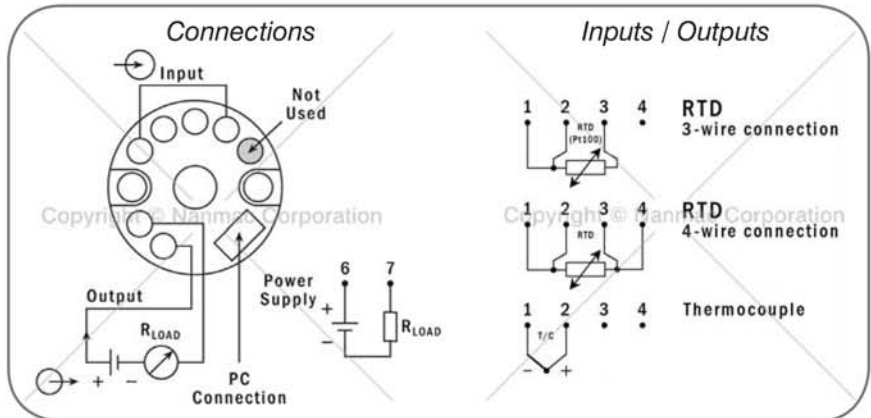 Connections
Input
Not
Used
Output
+ -
RLOAD
PC
Connection
Power
Supply
6 7
+
-
RLOAD
Inputs / Outputs
1 2 3 4
RTD
(Pt100)
RTD
3-wire connection
1 2 3 4
RTD
RTD
4-wire connection
1 2 3 4
T/C
- +
Thermocouple
Copyright © Nanmac Corporation
Copyright © Nanmac Corporation